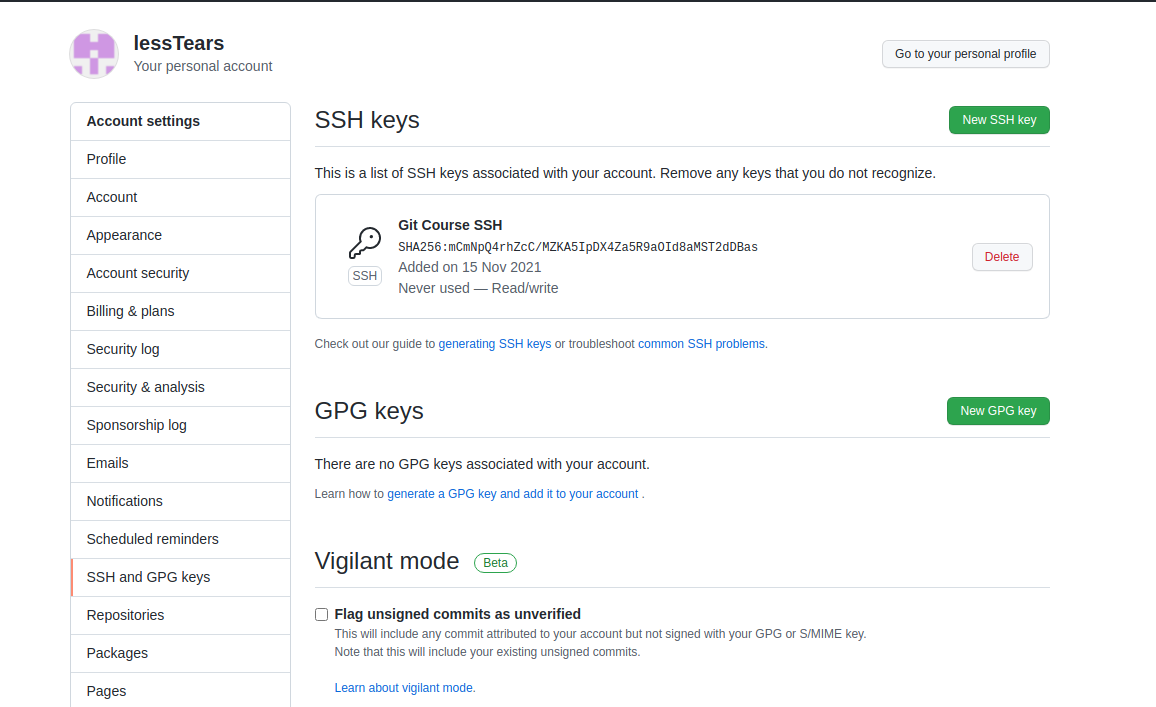 lessTears
Your personal account
Go to your personal profile
Account settings
Profile
Account
Appearance
Account security
Billing & plans
Security log
Security & analysis
Sponsorship log
Emails
Notifications
Scheduled reminders
SSH and GPG keys
Repositories
Packages
Pages
SSH keys
New SSH key
This is a list of SSH keys associated with your account. Remove any keys that you do not recognize.
Git Course SSH
SHA256:mCmNpQ4rhZcC/MZKA5IpDX4Za5R9aOId8aMST2dDBas
SSH
Added on 15 Nov 2021
Never used — Read/write
Delete
Check out our guide to generating SSH keys or troubleshoot common SSH problems.
GPG keys
New GPG key
There are no GPG keys associated with your account.
Learn how to generate a GPG key and add it to your account .
Vigilant mode
Beta
Flag unsigned commits as unverified
This will include any commit attributed to your account but not signed with your GPG or S/MIME key.
Note that this will include your existing unsigned commits.
Learn about vigilant mode.